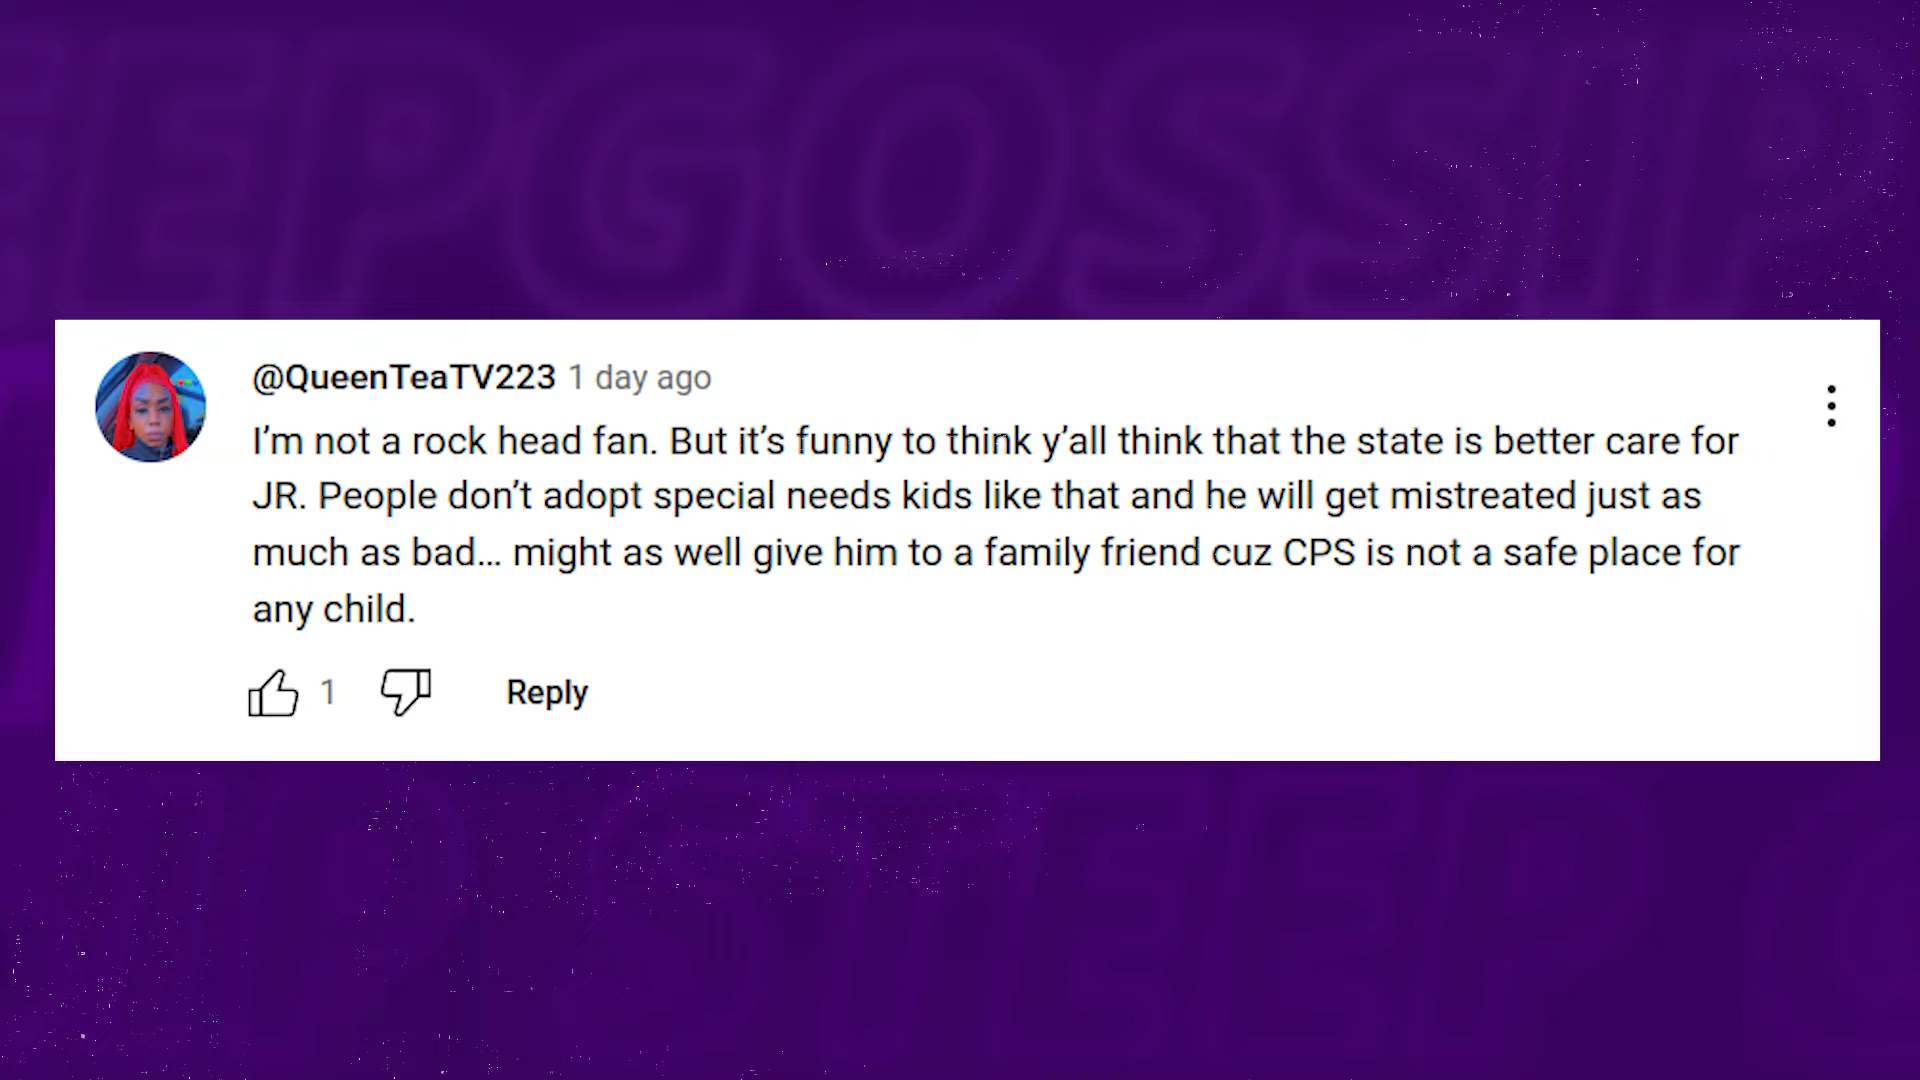 EEPGOSSIP
@QueenTeaTV223 1 day ago
I’m not a rock head fan. But it’s funny to think y’all think that the state is better care for
JR. People don’t adopt special needs kids like that and he will get mistreated just as
much as bad... might as well give him to a family friend cuz CPS is not a safe place for
any child.
1 Reply
IP STEEP G